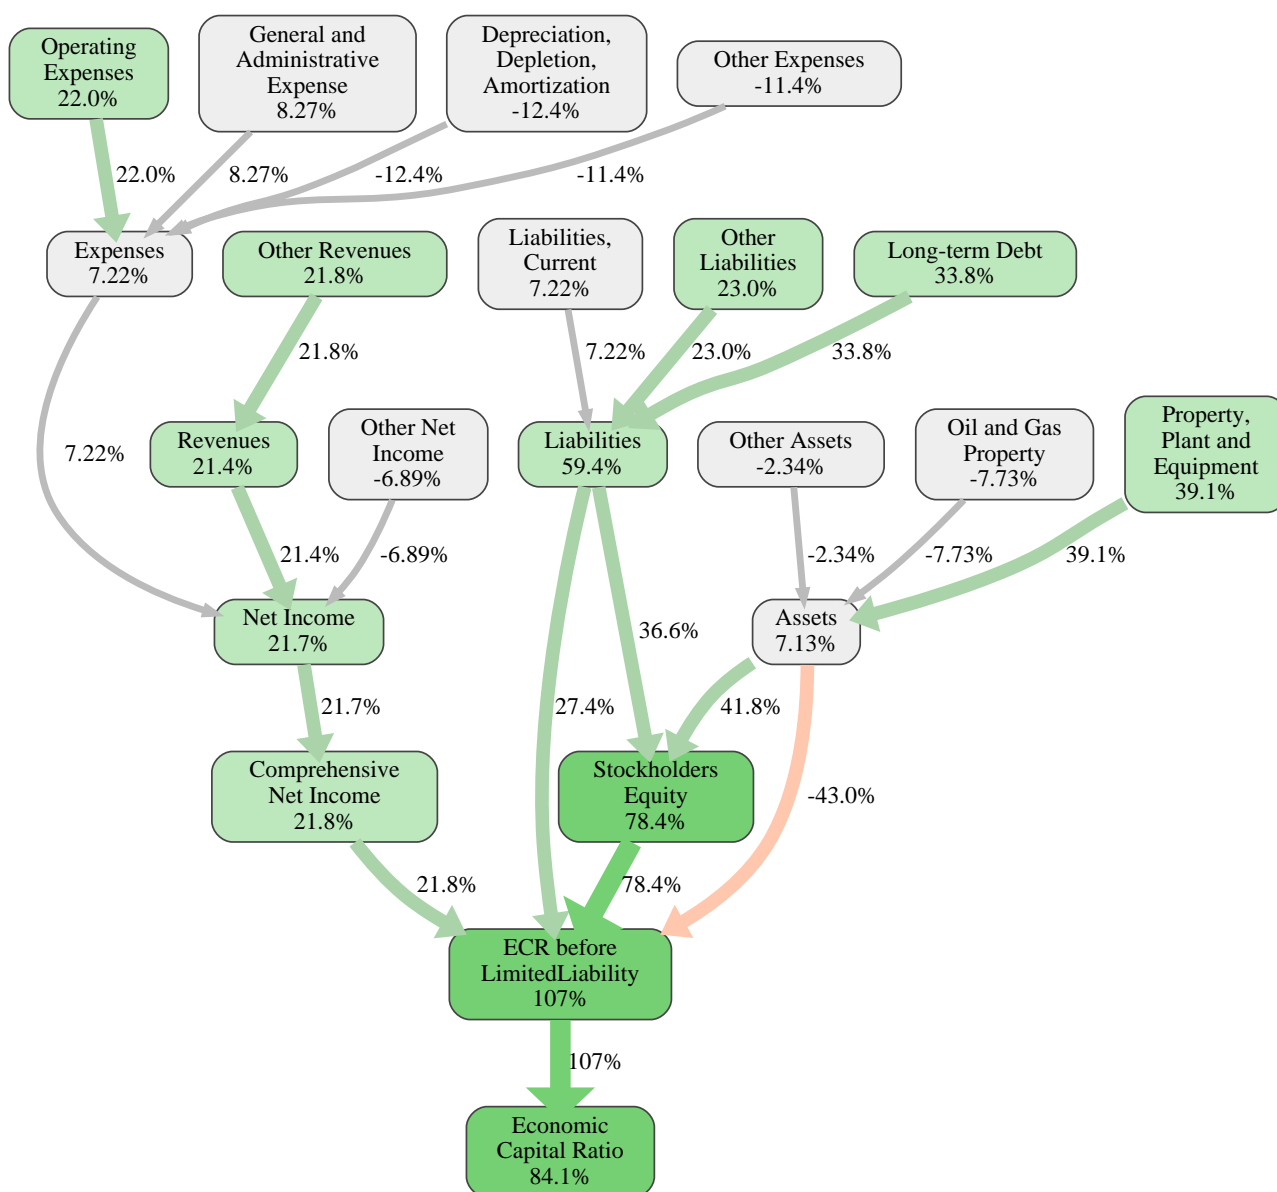 Operating
Expenses
22.0%
General and
Administrative
Expense
8.27%
Depreciation,
Depletion,
Amortization
-12.4%
Other Expenses
-11.4%
22.0%
8.27%
-12.4%
-11.4%
Expenses
7.22%
Other Revenues
21.8%
Liabilities,
Current
7.22%
Other
Liabilities
23.0%
Long-term Debt
33.8%
21.8%
7.22%
23.0%
33.8%
7.22%
Revenues
21.4%
Other Net
Income
-6.89%
Liabilities
59.4%
Other Assets
-2.34%
Oil and Gas
Property
-7.73%
Property,
Plant and
Equipment
39.1%
21.4%
-6.89%
-2.34%
-7.73%
39.1%
Net Income
21.7%
36.6%
Assets
7.13%
21.7%
27.4%
41.8%
-43.0%
Comprehensive
Net Income
21.8%
Stockholders
Equity
78.4%
21.8%
78.4%
ECR before
LimitedLiability
107%
107%
Economic
Capital Ratio
84.1%